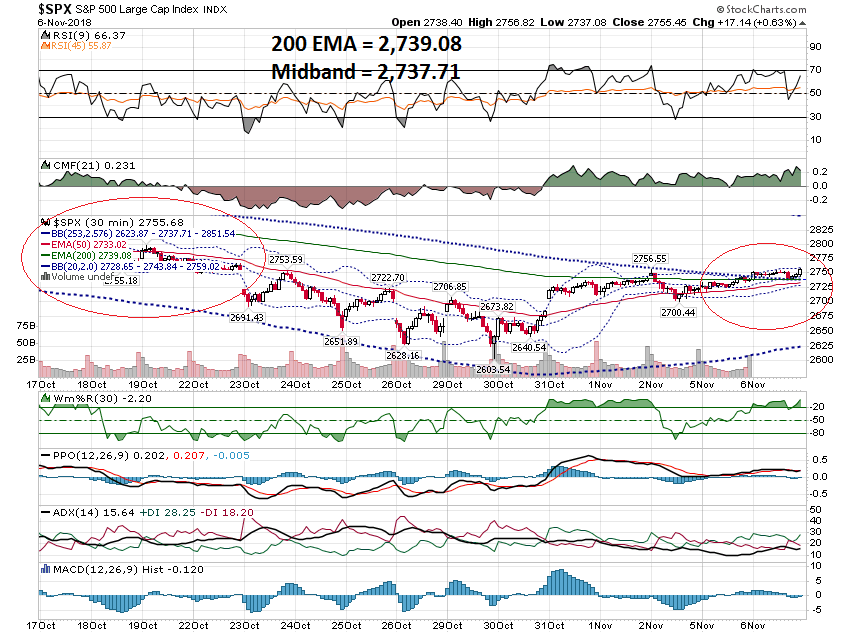 $SPX S&P 500 Large Cap Index INDX
© StockCharts.com
6-Nov-2018
Open 2738.40 High 2756.82 Low 2737.08 Close 2755.45 Chg +17.14 (+0.63%)
RSI(9) 66.37
RSI(45) 55.87
200 EMA = 2,739.08
Midband = 2,737.71
90
70
50
30
10
CMF(21) 0.231
0.2
0.0
-0.2
$SPX (30 min) 2755.68
BB(253,2.576) 2623.87 - 2737.71 - 2851.54
EMA(50) 2733.02
EMA(200) 2739.08
BB(20,2.0) 2728.65 - 2743.84 - 2759.02
Volume undef
2755.18
2691.43
2753.59
2651.89
2722.70
2628.16
2706.85
2673.82
2603.54
2640.54
2756.55
2700.44
2825
2800
2775
2750
2725
2700
2675
2650
2625
2600
75B
50B
25B
17Oct 18Oct 19Oct 22Oct 23Oct 24Oct 25Oct 26Oct 29Oct 30Oct 31Oct 1Nov 2Nov 5Nov 6Nov
Wm%R(30) -2.20
-20
-50
-80
PPO(12,26,9) 0.202, 0.207, -0.005
0.5
0.0
-0.5
ADX(14) 15.64 +DI 28.25 -DI 18.20
50
40
30
20
10
MACD(12,26,9) Hist -0.120
10
5
0
-5
17Oct 18Oct 19Oct 22Oct 23Oct 24Oct 25Oct 26Oct 29Oct 30Oct 31Oct 1Nov 2Nov 5Nov 6Nov